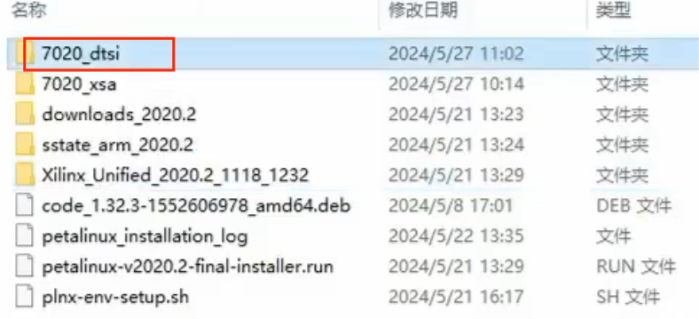 名称 修改日期 类型
7020_dtsi 2024/5/27 11:02 文件夹
7020_xsa 2024/5/27 10:14 文件夹
downloads_2020.2 2024/5/21 13:23 文件夹
sstate_arm_2020.2 2024/5/21 13:24 文件夹
Xilinx_Unified_2020.2_1118_1232 2024/5/21 13:29 文件夹
code_1.32.3-1552606978_amd64.deb 2024/5/8 17:01 DEB 文件
petalinux_installation_log 2024/5/22 13:35 文件
petalinux-v2020.2-final-installer.run 2024/5/21 13:29 RUN 文件
plnx-env-setup.sh 2024/5/21 16:17 SH 文件